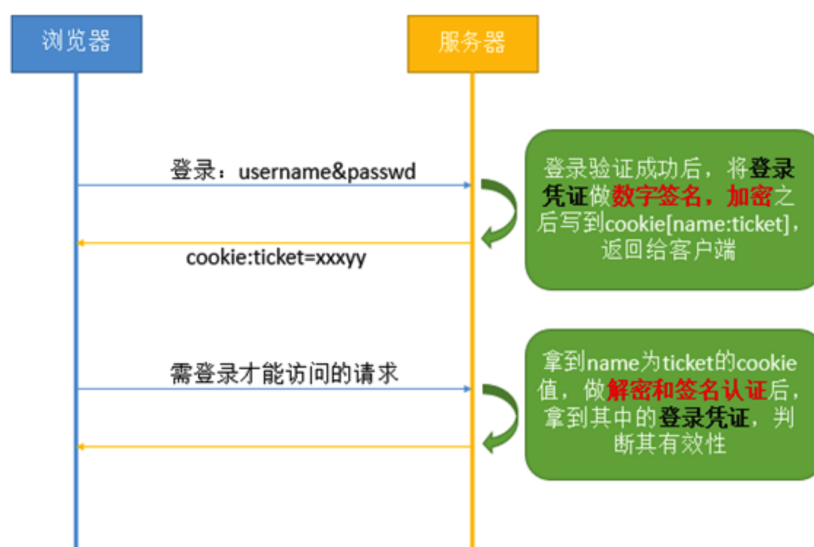 浏览器
服务器
登录：username&passwd
登录验证成功后，将登录
凭证做数字签名，加密之
后写到cookie[name:ticket]，
返回给客户端
cookie:ticket=xxxyy
需登录才能访问的请求
拿到name为ticket的cookie
值，做解密和签名认证后，
拿到其中的登录凭证，判
断其有效性